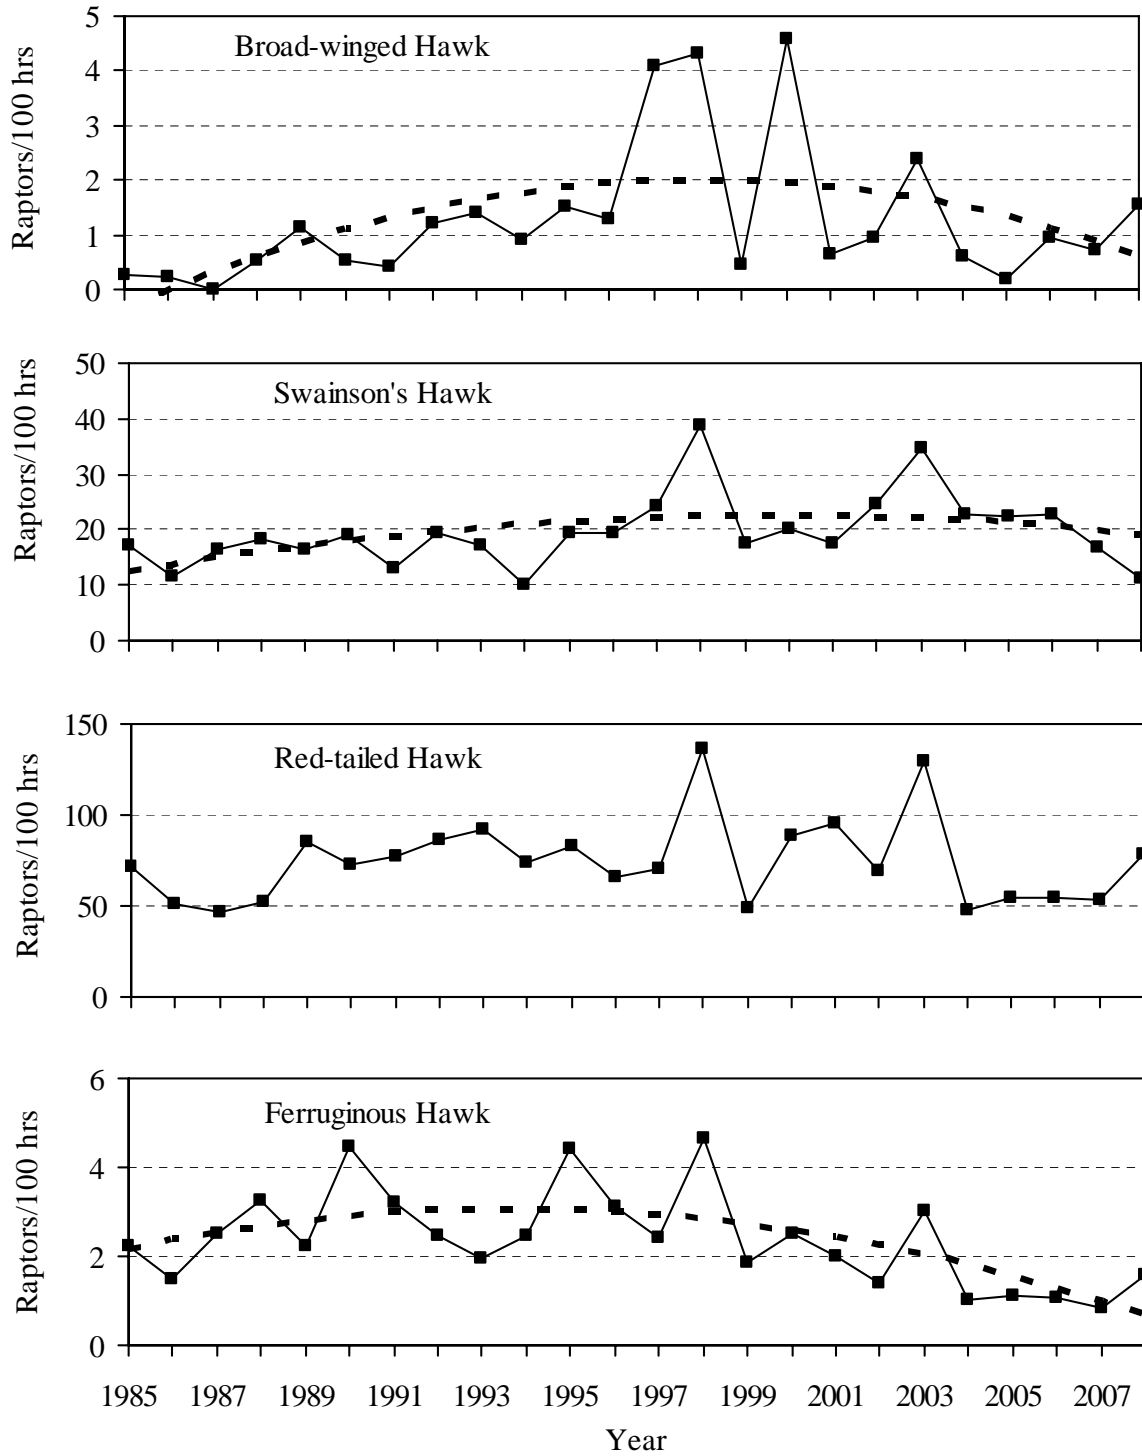 Broad-winged Hawk
Raptors/100 hrs
5
4
3
2
1
0
Swainson's Hawk
Raptors/100 hrs
50
40
30
20
10
0
Red-tailed Hawk
Raptors/100 hrs
150
100
50
0
Ferruginous Hawk
Raptors/100 hrs
6
4
2
0
1985 1987 1989 1991 1993 1995 1997 1999 2001 2003 2005 2007
Year